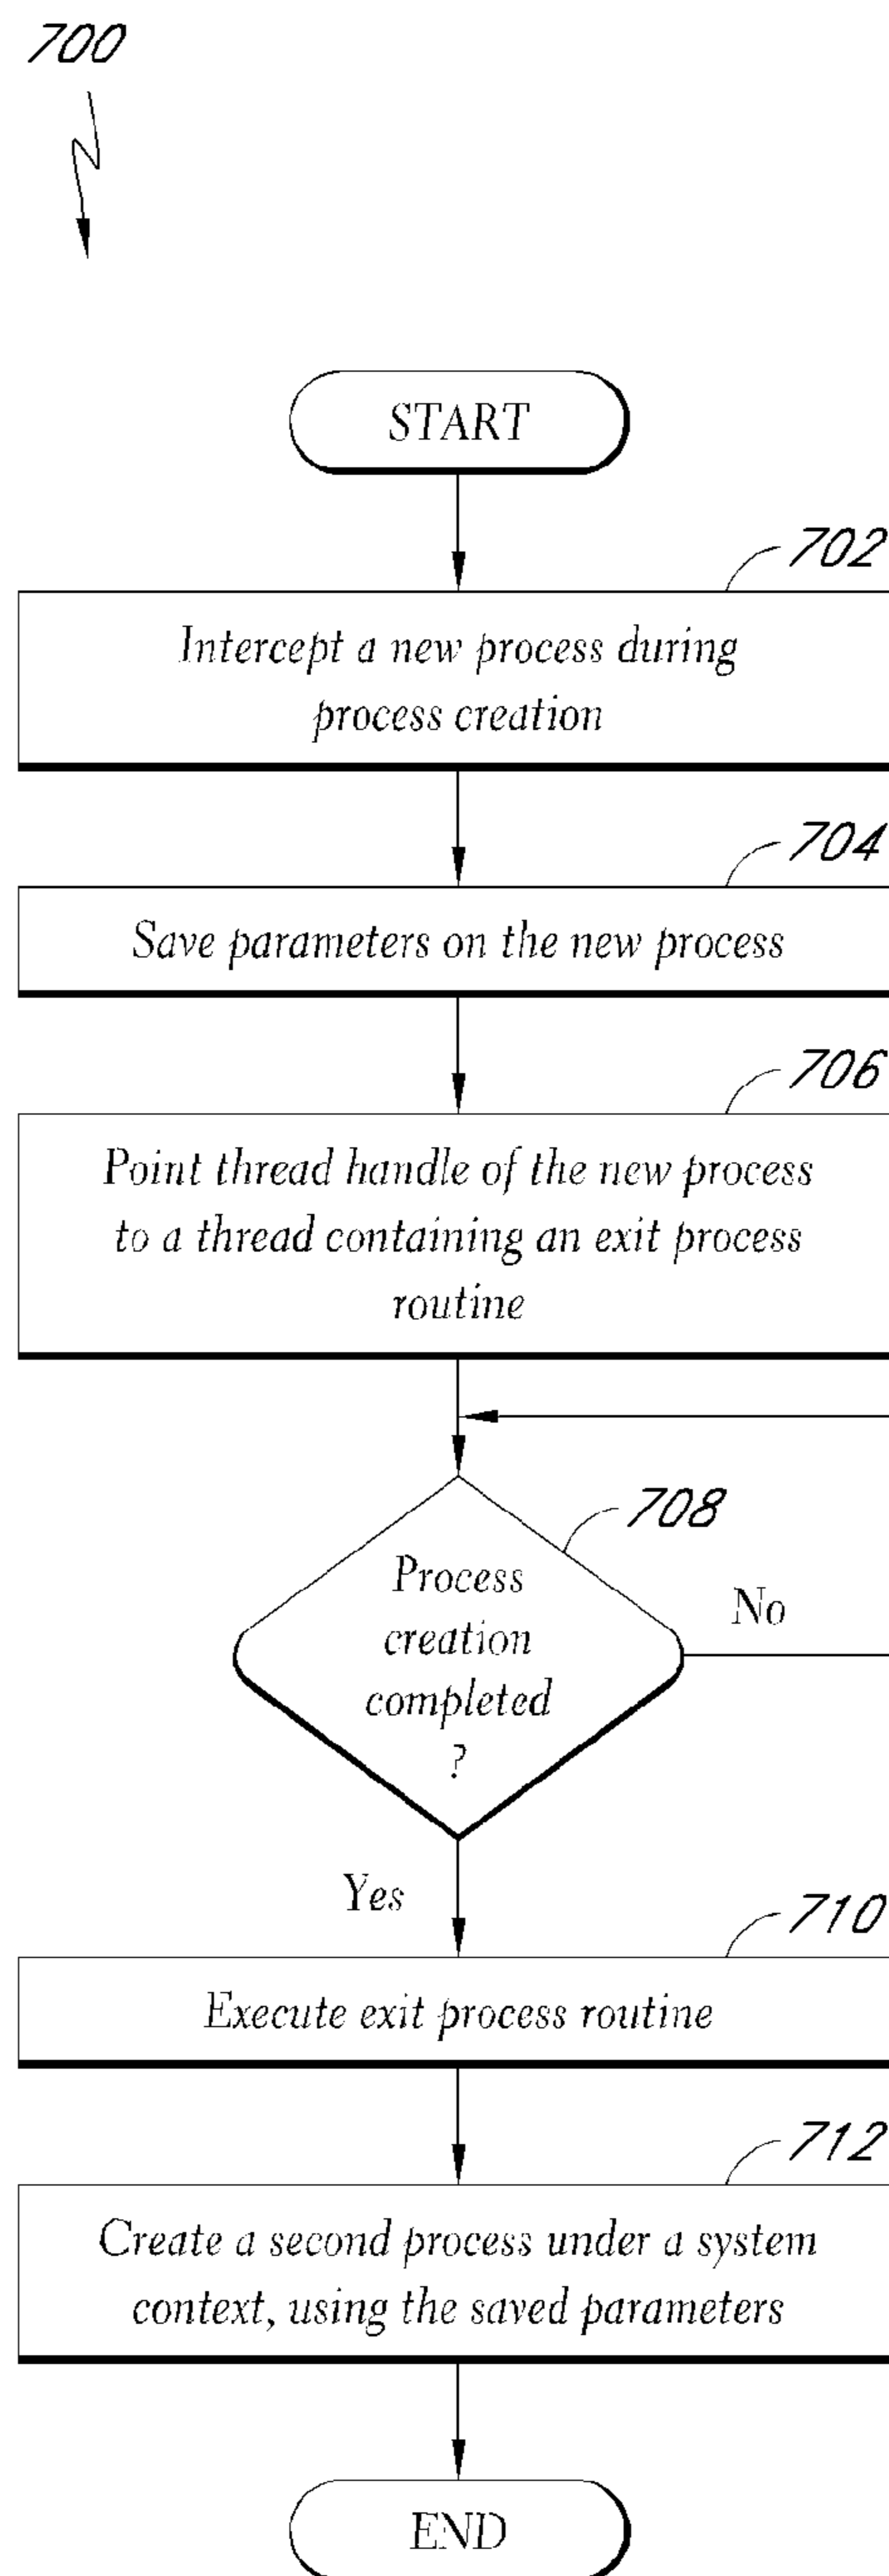 700
START
702
Intercept a new process during
process creation
704
Save parameters on the new process
706
Point thread handle of the new process
to a thread containing an exit process
routine
708
Process
creation
completed
?
No
Yes
710
Execute exit process routine
712
Create a second process under a system
context, using the saved parameters
END